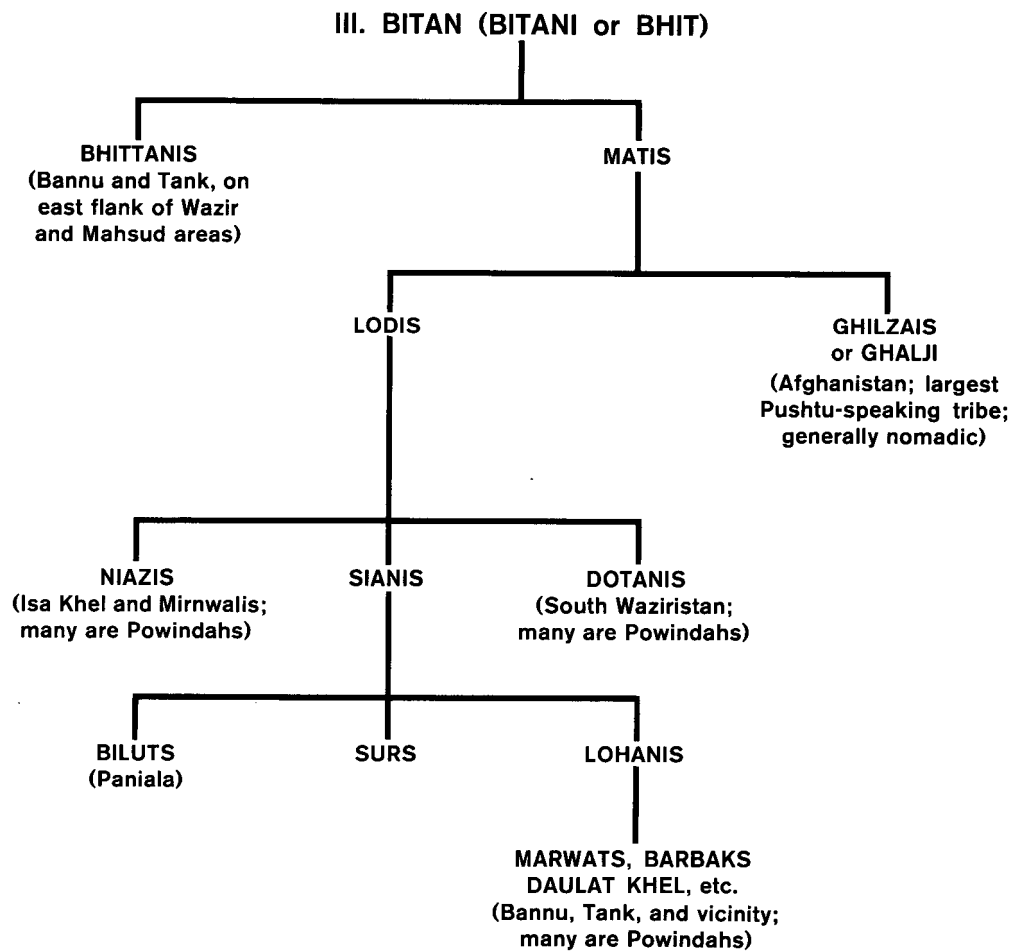 III. BITAN (BITANI or BHIT)
BHITTANIS
(Bannu and Tank, on
east flank of Wazir
and Mahsud areas)
MATIS
LODIS
GHILZAIS
or GHALJI
(Afghanistan; largest
Pushtu-speaking tribe;
generally nomadic)
NIAZIS
(Isa Khel and Mirnwalis;
many are Powindahs)
SIANIS
DOTANIS
(South Waziristan;
many are Powindahs)
BILUTS
(Paniala)
SURS
LOHANIS
MARWATS, BARBAKS
DAULAT KHEL, etc.
(Bannu, Tank, and vicinity;
many are Powindahs)